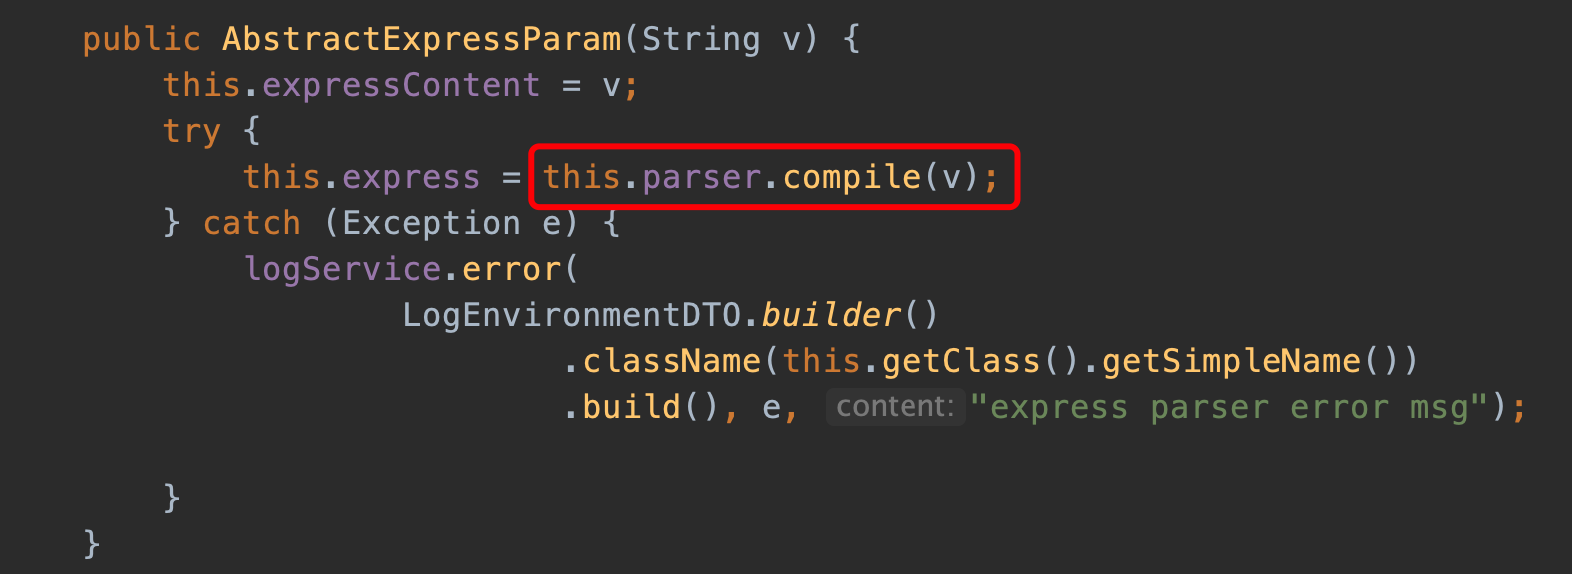 public AbstractExpressParam(String v) {
this.expressContent = v;
try {
this.express = this.parser.compile(v);
} catch (Exception e) {
logService.error(
LogEnvironmentDTO.builder()
.className(this.getClass().getSimpleName())
.build(), e, content: "express parser error msg");
}
}